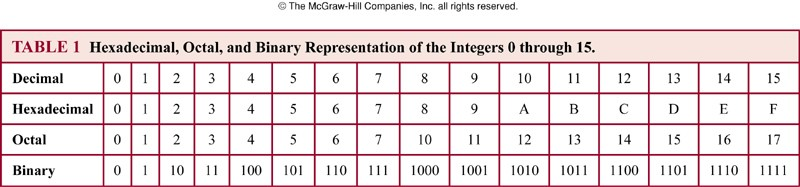 © The McGraw-Hill Companies, Inc. all rights reserved.
TABLE 1 Hexadecimal, Octal, and Binary Representation of the Integers 0 through 15.
Decimal 0 1 2 3 4 5 6 7 8 9 10 11 12 13 14 15
Hexadecimal 0 1 2 3 4 5 6 7 8 9 A B C D E F
Octal 0 1 2 3 4 5 6 7 10 11 12 13 14 15 16 17
Binary 0 1 10 11 100 101 110 111 1000 1001 1010 1011 1100 1101 1110 1111